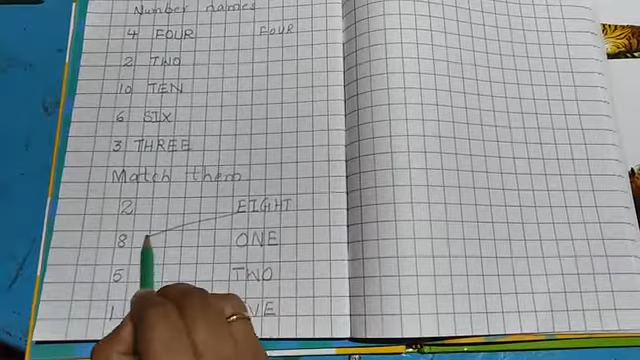 Number names
4 FOUR FOUR
2 TWO
10 TEN
6 SIX
3 THREE
Match them
2 EIGHT
8 ONE
5 TWO
1